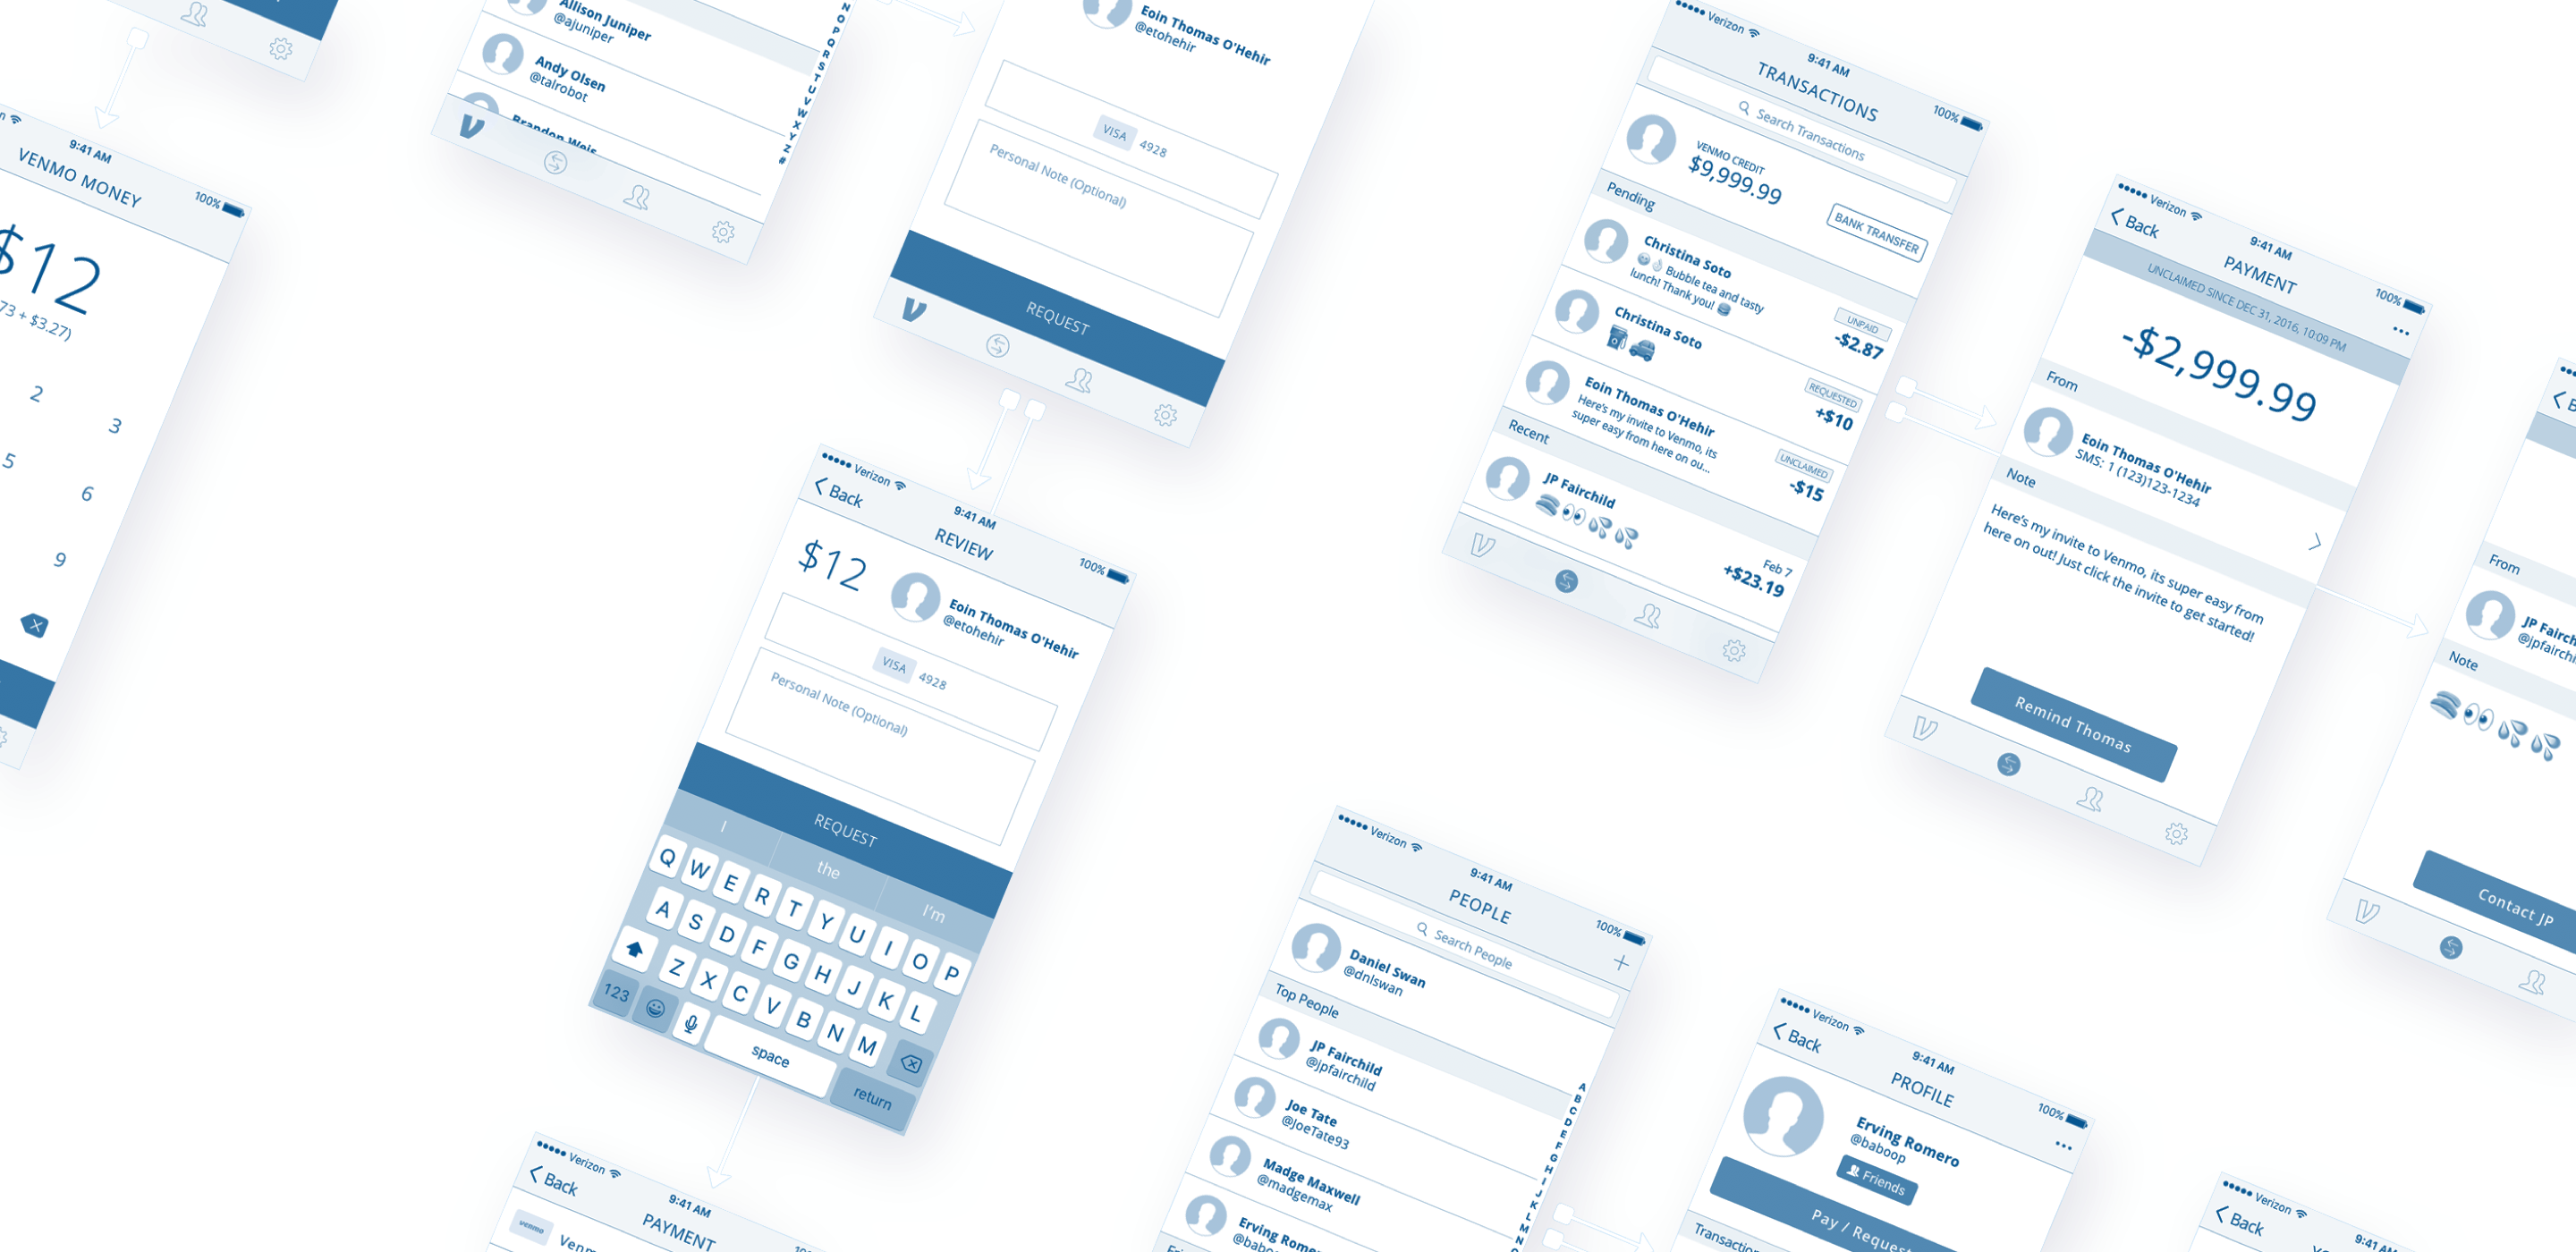 9:41 AM
VENMO MONEY
100%
$12
73 + $3.27)
2
3
5
6
9
Allison Juniper
@ajuniper
Andy Olsen
@talrobot
Brandon Weis
N
O
P
Q
R
S
T
U
V
W
X
Y
Z
#
Eoin Thomas O'Hehir
@etohehir
VISA 4928
Personal Note (Optional)
REQUEST
Verizon
9:41 AM
100%
Back
REVIEW
$12
Eoin Thomas O'Hehir
@etohehir
VISA 4928
Personal Note (Optional)
REQUEST
I the I'm
Q W E R T Y U I O P
A S D F G H J K L
Z X C V B N M
123 space return
Verizon
9:41 AM
Back
PAYMENT
venmo
Verizon
9:41 AM
100%
TRANSACTIONS
Search Transactions
VENMO CREDIT
$9,999.99
BANK TRANSFER
Pending
Christina Soto
Bubble tea and tasty
lunch! Thank you!
UNPAID
-$2.87
Christina Soto
REQUESTED
+$10
Eoin Thomas O'Hehir
Here's my invite to Venmo, its
super easy from here on ou...
UNCLAIMED
-$15
Recent
JP Fairchild
Feb 7
+$23.19
Verizon
9:41 AM
100%
Back
PAYMENT
UNCLAIMED SINCE DEC 31, 2016, 10:09 PM
-$2,999.99
From
Eoin Thomas O'Hehir
SMS: 1 (123)123-1234
Note
Here's my invite to Venmo, its super easy from
here on out! Just click the invite to get started!
Remind Thomas
From
JP Fairch
@jpfairchi
Note
Contact JP
Verizon
9:41 AM
100%
PEOPLE
Search People
Daniel Swan
@dnlswan
Top People
JP Fairchild
@jpfairchild
Joe Tate
@JoeTate93
Madge Maxwell
@madgemax
Erving Romero
@baboop
A
B
C
D
E
F
G
H
I
J
K
L
M
N
Verizon
9:41 AM
100%
Back
PROFILE
Erving Romero
@baboop
Friends
Pay / Request
Transactio
Verizon
9:41 AM
Back